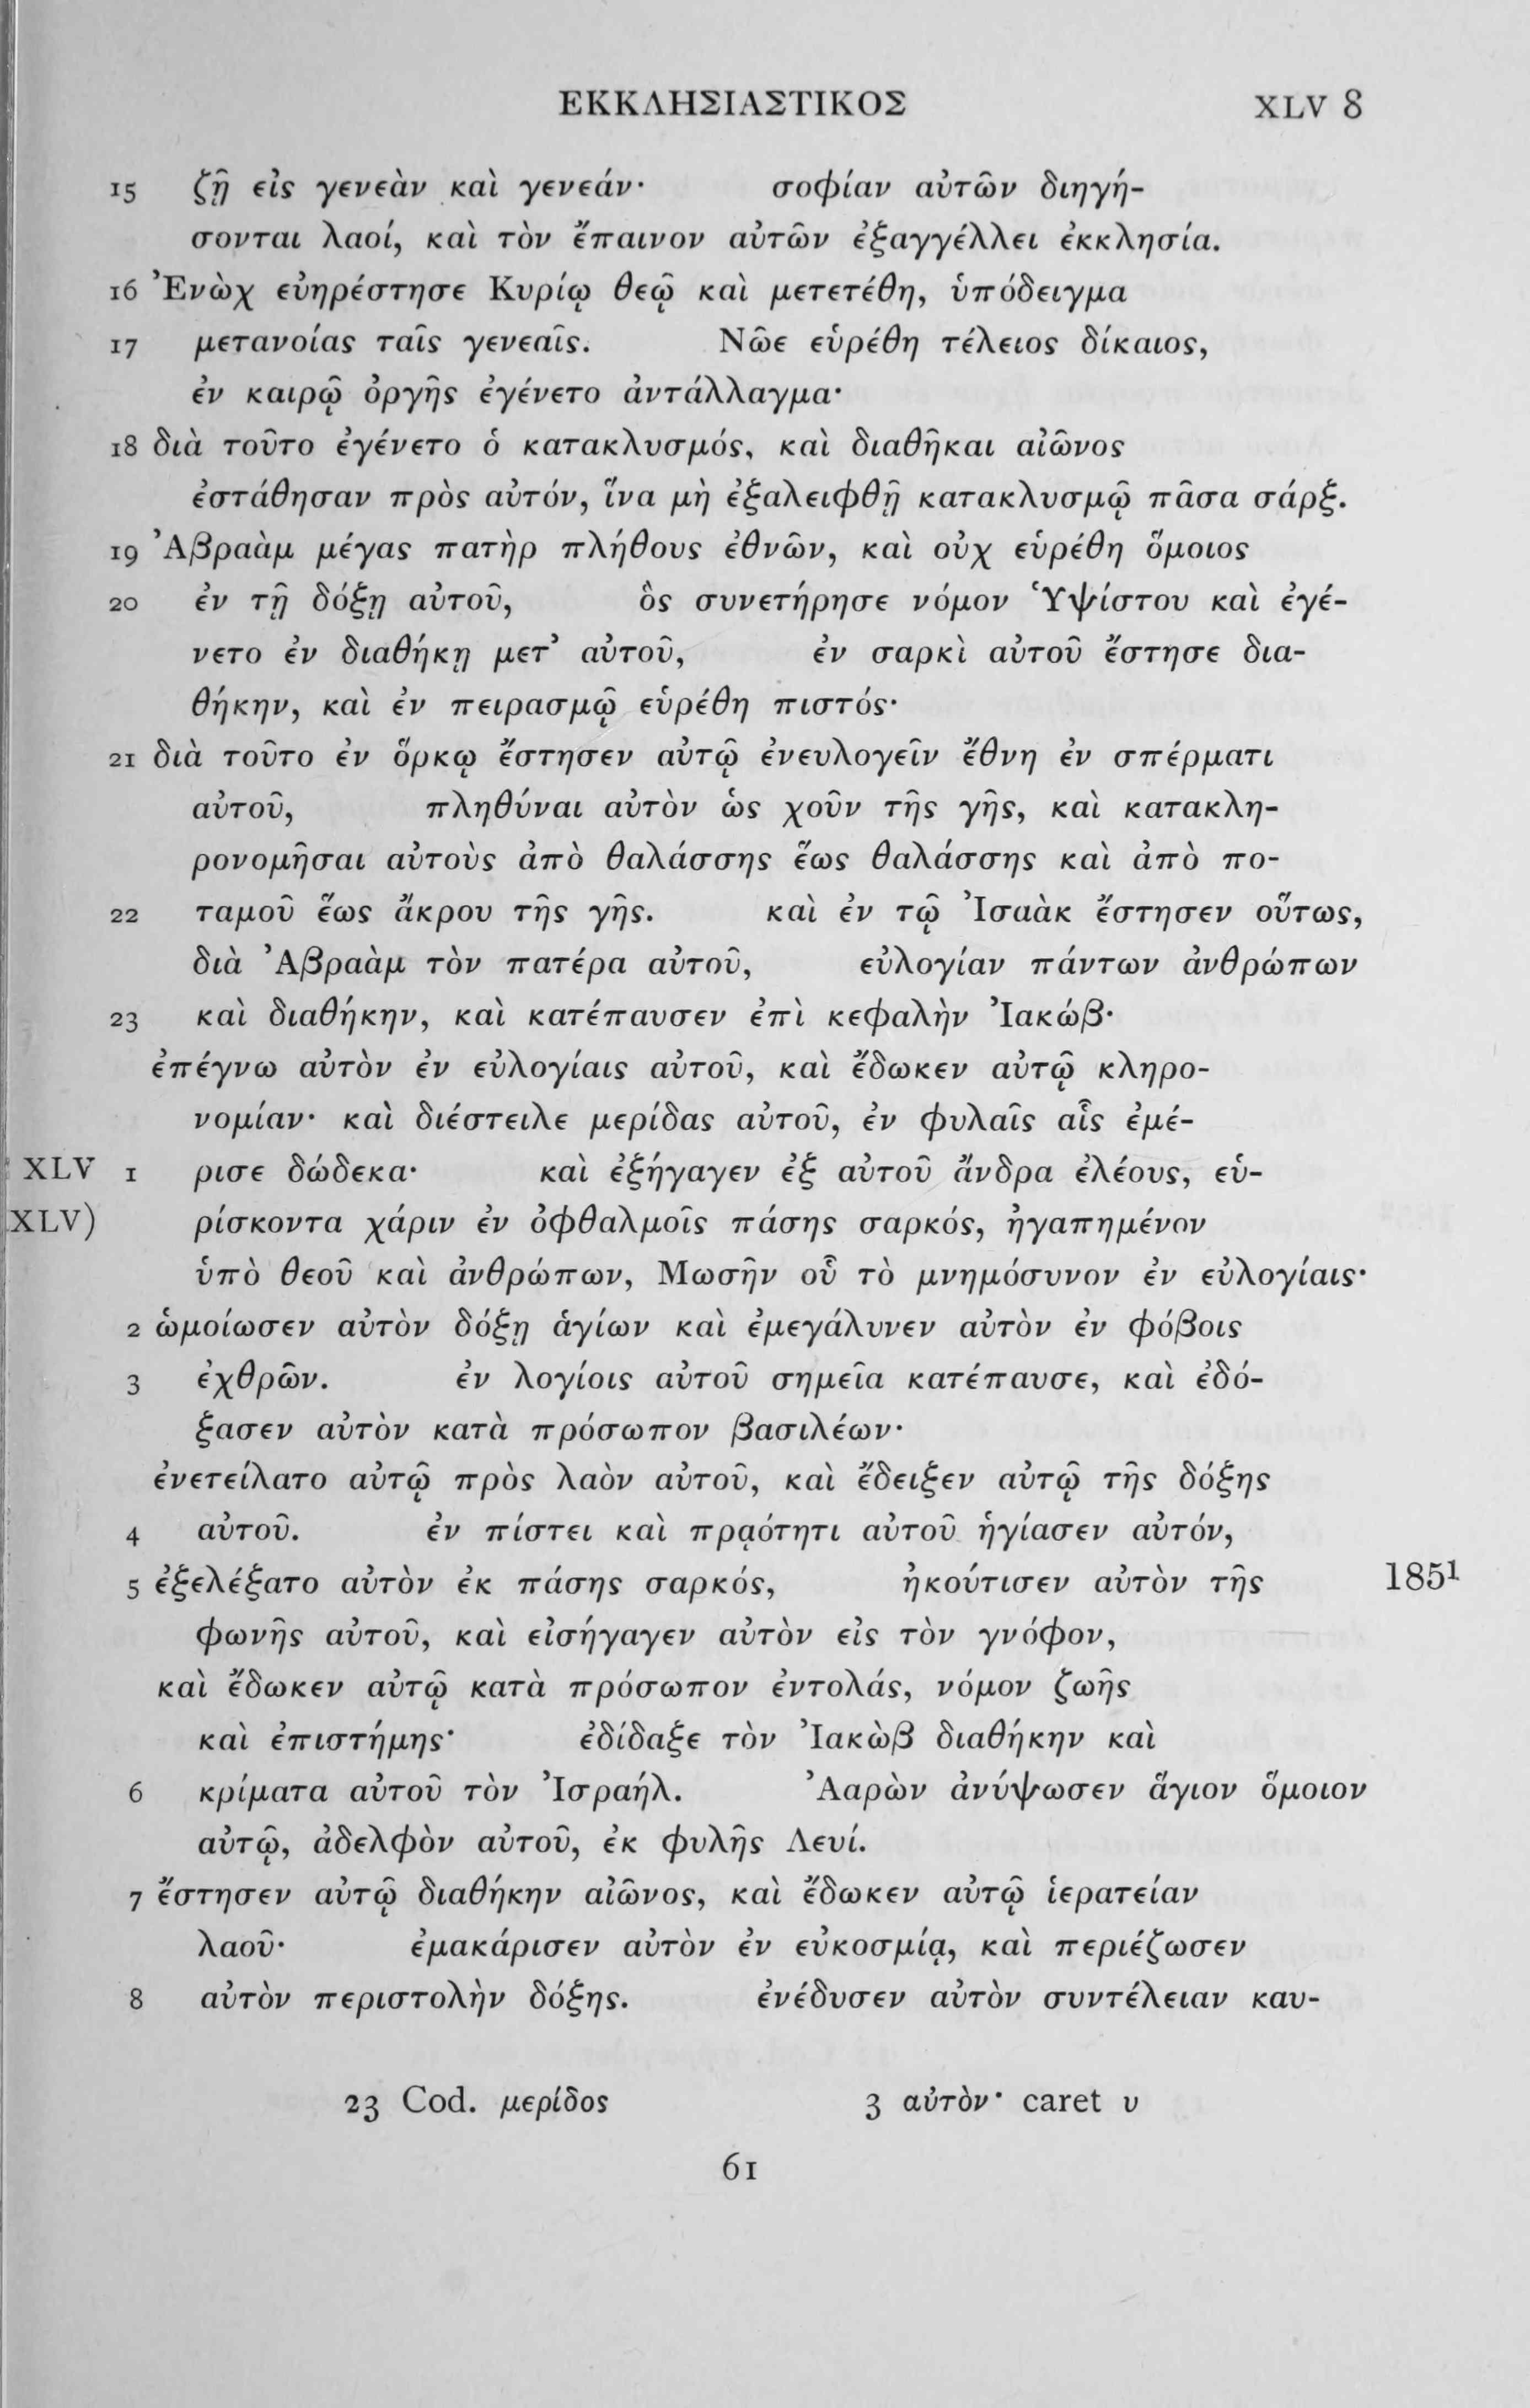 ΕΚΚΛΗΣΙΑΣΤΙΚΟΣ XLV 8
15 ζῇ εἰς γενεὰν καὶ γενεάν· σοφίαν αὐτῶν διηγή-
σονται λαοί, καὶ τὸν ἔπαινον αὐτῶν ἐξαγγέλλει ἐκκλησία.
16 Ἐνὼχ εὐηρέστησε Κυρίῳ θεῷ καὶ μετετέθη, ὑπόδειγμα
17 μετανοίας ταῖς γενεαῖς. Νῶε εὑρέθη τέλειος δίκαιος,
ἐν καιρῷ ὀργῆς ἐγένετο ἀντάλλαγμα·
18 διὰ τοῦτο ἐγένετο ὁ κατακλυσμός, καὶ διαθῆκαι αἰῶνος
ἐστάθησαν πρὸς αὐτόν, ἵνα μὴ ἐξαλειφθῇ κατακλυσμῷ πᾶσα σάρξ.
19 Ἀβραὰμ μέγας πατὴρ πλήθους ἐθνῶν, καὶ οὐχ εὑρέθη ὅμοιος
20 ἐν τῇ δόξῃ αὐτοῦ, ὃς συνετήρησε νόμον Ὑψίστου καὶ ἐγέ-
νετο ἐν διαθήκῃ μετ’ αὐτοῦ, ἐν σαρκὶ αὐτοῦ ἔστησε δια-
θήκην, καὶ ἐν πειρασμῷ εὑρέθη πιστός·
21 διὰ τοῦτο ἐν ὅρκῳ ἔστησεν αὐτῷ ἐνευλογεῖν ἔθνη ἐν σπέρματι
αὐτοῦ, πληθύναι αὐτὸν ὡς χοῦν τῆς γῆς, καὶ κατακλη-
ρονομῆσαι αὐτοὺς ἀπὸ θαλάσσης ἕως θαλάσσης καὶ ἀπὸ πο-
22 ταμοῦ ἕως ἄκρου τῆς γῆς. καὶ ἐν τῷ Ἰσαὰκ ἔστησεν οὕτως,
διὰ Ἀβραὰμ τὸν πατέρα αὐτοῦ, εὐλογίαν πάντων ἀνθρώπων
23 καὶ διαθήκην, καὶ κατέπαυσεν ἐπὶ κεφαλὴν Ἰακώβ·
ἐπέγνω αὐτὸν ἐν εὐλογίαις αὐτοῦ, καὶ ἔδωκεν αὐτῷ κληρο-
νομίαν· καὶ διέστειλε μερίδας αὐτοῦ, ἐν φυλαῖς αἷς ἐμέ-
XLV 1 ρισε δώδεκα· καὶ ἐξήγαγεν ἐξ αὐτοῦ ἄνδρα ἐλέους, εὑ-
XLV) ρίσκοντα χάριν ἐν ὀφθαλμοῖς πάσης σαρκός, ἠγαπημένον
ὑπὸ θεοῦ καὶ ἀνθρώπων, Μωσῆν οὗ τὸ μνημόσυνον ἐν εὐλογίαις·
2 ὡμοίωσεν αὐτὸν δόξῃ ἁγίων καὶ ἐμεγάλυνεν αὐτὸν ἐν φόβοις
3 ἐχθρῶν. ἐν λογίοις αὐτοῦ σημεῖα κατέπαυσε, καὶ ἐδό-
ξασεν αὐτὸν κατὰ πρόσωπον βασιλέων·
ἐνετείλατο αὐτῷ πρὸς λαὸν αὐτοῦ, καὶ ἔδειξεν αὐτῷ τῆς δόξης
4 αὐτοῦ. ἐν πίστει καὶ πρᾳότητι αὐτοῦ ἡγίασεν αὐτόν,
5 ἐξελέξατο αὐτὸν ἐκ πάσης σαρκός, ἠκούτισεν αὐτὸν τῆς 185¹
φωνῆς αὐτοῦ, καὶ εἰσήγαγεν αὐτὸν εἰς τὸν γνόφον,
καὶ ἔδωκεν αὐτῷ κατὰ πρόσωπον ἐντολάς, νόμον ζωῆς
καὶ ἐπιστήμης· ἐδίδαξε τὸν Ἰακὼβ διαθήκην καὶ
6 κρίματα αὐτοῦ τὸν Ἰσραήλ. Ἀαρὼν ἀνύψωσεν ἅγιον ὅμοιον
αὐτῷ, ἀδελφὸν αὐτοῦ, ἐκ φυλῆς Λευί.
7 ἔστησεν αὐτῷ διαθήκην αἰῶνος, καὶ ἔδωκεν αὐτῷ ἱερατείαν
λαοῦ· ἐμακάρισεν αὐτὸν ἐν εὐκοσμίᾳ, καὶ περιέζωσεν
8 αὐτὸν περιστολὴν δόξης. ἐνέδυσεν αὐτὸν συντέλειαν καυ-
23 Cod. μερίδος 3 αὐτὸν· caret υ
61